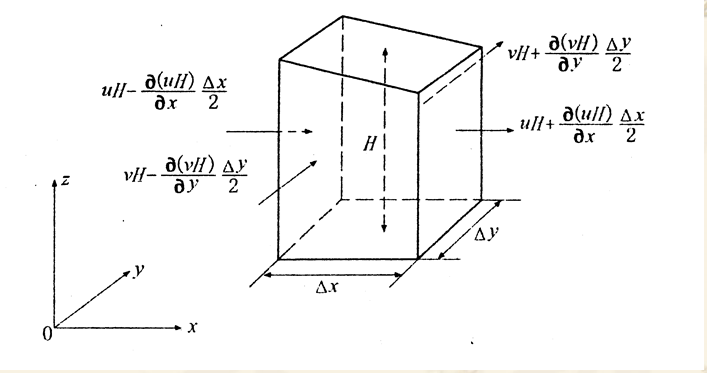 vH+ ∂(vH)/∂y Δy/2
uH− ∂(uH)/∂x Δx/2
uH+ ∂(uH)/∂x Δx/2
H
vH− ∂(vH)/∂y Δy/2
z
Δy
y
Δx
0
x